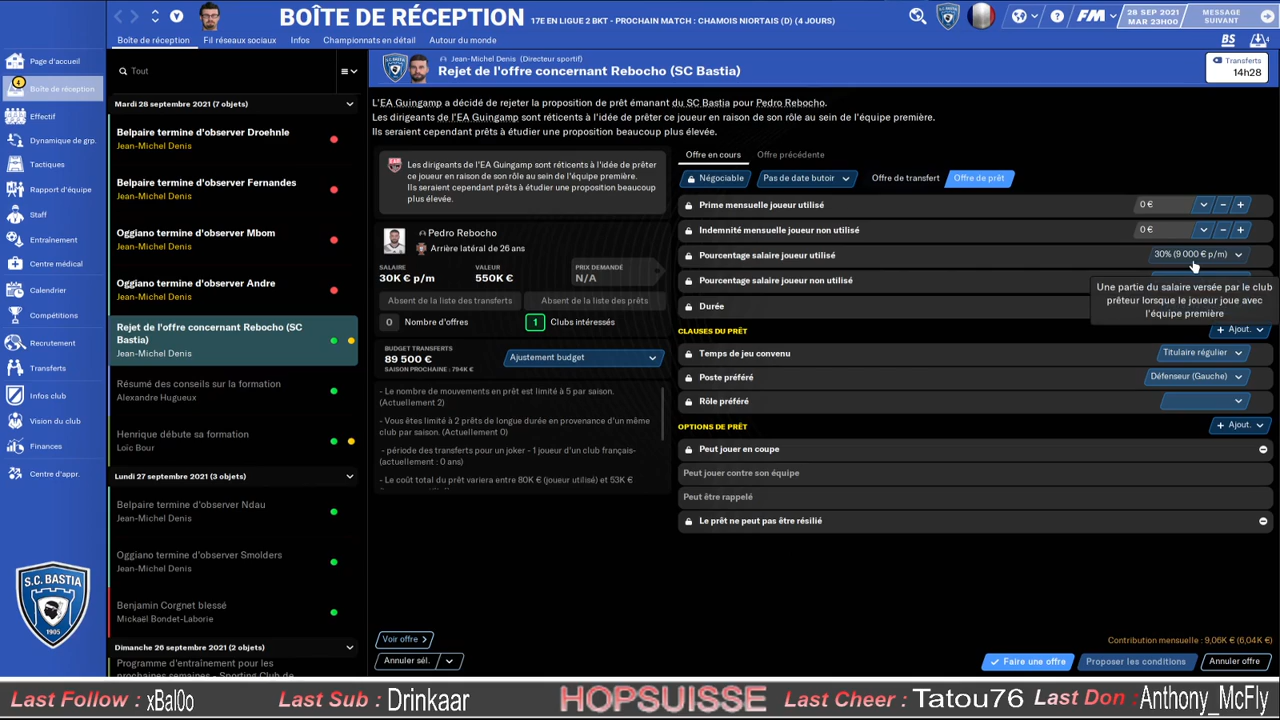 BOÎTE DE RÉCEPTION
17E EN LIGUE 2 BKT - PROCHAIN MATCH : CHAMOIS NIORTAIS (D) (4 JOURS)
FM
28 SEP 2021
MAR 23H00
MESSAGE
SUIVANT
Boîte de réception
Fil réseaux sociaux
Infos
Championnats en détail
Autour du monde
BS
4
Page d'accueil
4
Boîte de réception
Effectif
Dynamique de grp.
Tactiques
Rapport d'équipe
Staff
Entraînement
Centre médical
Calendrier
Compétitions
Recrutement
Transferts
Infos club
Vision du club
Finances
Centre d'appr.
S.C. BASTIA
1905
Tout
Mardi 28 septembre 2021 (7 objets)
Belpaire termine d'observer Droehnle
Jean-Michel Denis
Belpaire termine d'observer Fernandes
Jean-Michel Denis
Oggiano termine d'observer Mbom
Jean-Michel Denis
Oggiano termine d'observer Andre
Jean-Michel Denis
Rejet de l'offre concernant Rebocho (SC
Bastia)
Jean-Michel Denis
Résumé des conseils sur la formation
Alexandre Hugueux
Henrique débute sa formation
Loïc Bour
Lundi 27 septembre 2021 (3 objets)
Belpaire termine d'observer Ndau
Jean-Michel Denis
Oggiano termine d'observer Smolders
Jean-Michel Denis
Benjamin Corgnet blessé
Mickaël Bondet-Laborie
Dimanche 26 septembre 2021 (2 objets)
Programme d'entraînement pour les
prochaines semaines - Sporting Club de
Jean-Michel Denis (Directeur sportif)
Rejet de l'offre concernant Rebocho (SC Bastia)
Transferts
14h28
L'EA Guingamp a décidé de rejeter la proposition de prêt émanant du SC Bastia pour Pedro Rebocho.
Les dirigeants de l'EA Guingamp sont réticents à l'idée de prêter ce joueur en raison de son rôle au sein de l'équipe première.
Ils seraient cependant prêts à étudier une proposition beaucoup plus élevée.
Les dirigeants de l'EA Guingamp sont réticents à l'idée de prêter
ce joueur en raison de son rôle au sein de l'équipe première.
Ils seraient cependant prêts à étudier une proposition beaucoup
plus élevée.
Pedro Rebocho
Arrière latéral de 26 ans
SALAIRE
30K € p/m
VALEUR
550K €
PRIX DEMANDÉ
N/A
Absent de la liste des transferts
Absent de la liste des prêts
0 Nombre d'offres
1 Clubs intéressés
BUDGET TRANSFERTS
89 500 €
SAISON PROCHAINE : 794K €
Ajustement budget
- Le nombre de mouvements en prêt est limité à 5 par saison.
(Actuellement 2)
- Vous êtes limité à 2 prêts de longue durée en provenance d'un même
club par saison. (Actuellement 0)
- période des transferts pour un joker - 1 joueur d'un club français-
(actuellement : 0 ans)
- Le coût total du prêt variera entre 80K € (joueur utilisé) et 53K €
Voir offre
Annuler sél.
Offre en cours
Offre précédente
Négociable
Pas de date butoir
Offre de transfert
Offre de prêt
Prime mensuelle joueur utilisé
0 €
Indemnité mensuelle joueur non utilisé
0 €
Pourcentage salaire joueur utilisé
30% (9 000 € p/m)
Pourcentage salaire joueur non utilisé
Une partie du salaire versée par le club
prêteur lorsque le joueur joue avec
l'équipe première
Durée
CLAUSES DU PRÊT
Ajout.
Temps de jeu convenu
Titulaire régulier
Poste préféré
Défenseur (Gauche)
Rôle préféré
OPTIONS DE PRÊT
Ajout.
Peut jouer en coupe
Peut jouer contre son équipe
Peut être rappelé
Le prêt ne peut pas être résilié
Contribution mensuelle : 9,05K € (6,04K €)
Faire une offre
Proposer les conditions
Annuler offre
Last Follow : xBal0o
Last Sub : Drinkaar
HOPSUISSE
Last Cheer : Tatou76
Last Don : Anthony_McFly